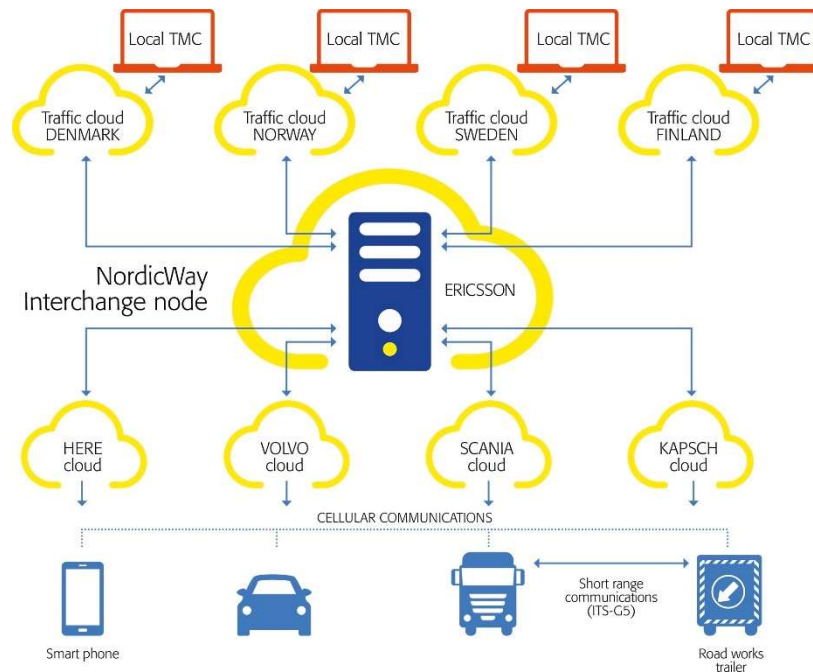 Local TMC
Local TMC
Local TMC
Local TMC
Traffic cloud
DENMARK
Traffic cloud
NORWAY
Traffic cloud
SWEDEN
Traffic cloud
FINLAND
NordicWay
Interchange node
ERICSSON
HERE
cloud
VOLVO
cloud
SCANIA
cloud
KAPSCH
cloud
CELLULAR COMMUNICATIONS
Short range
communications
(ITS-G5)
Smart phone
Road works
trailer